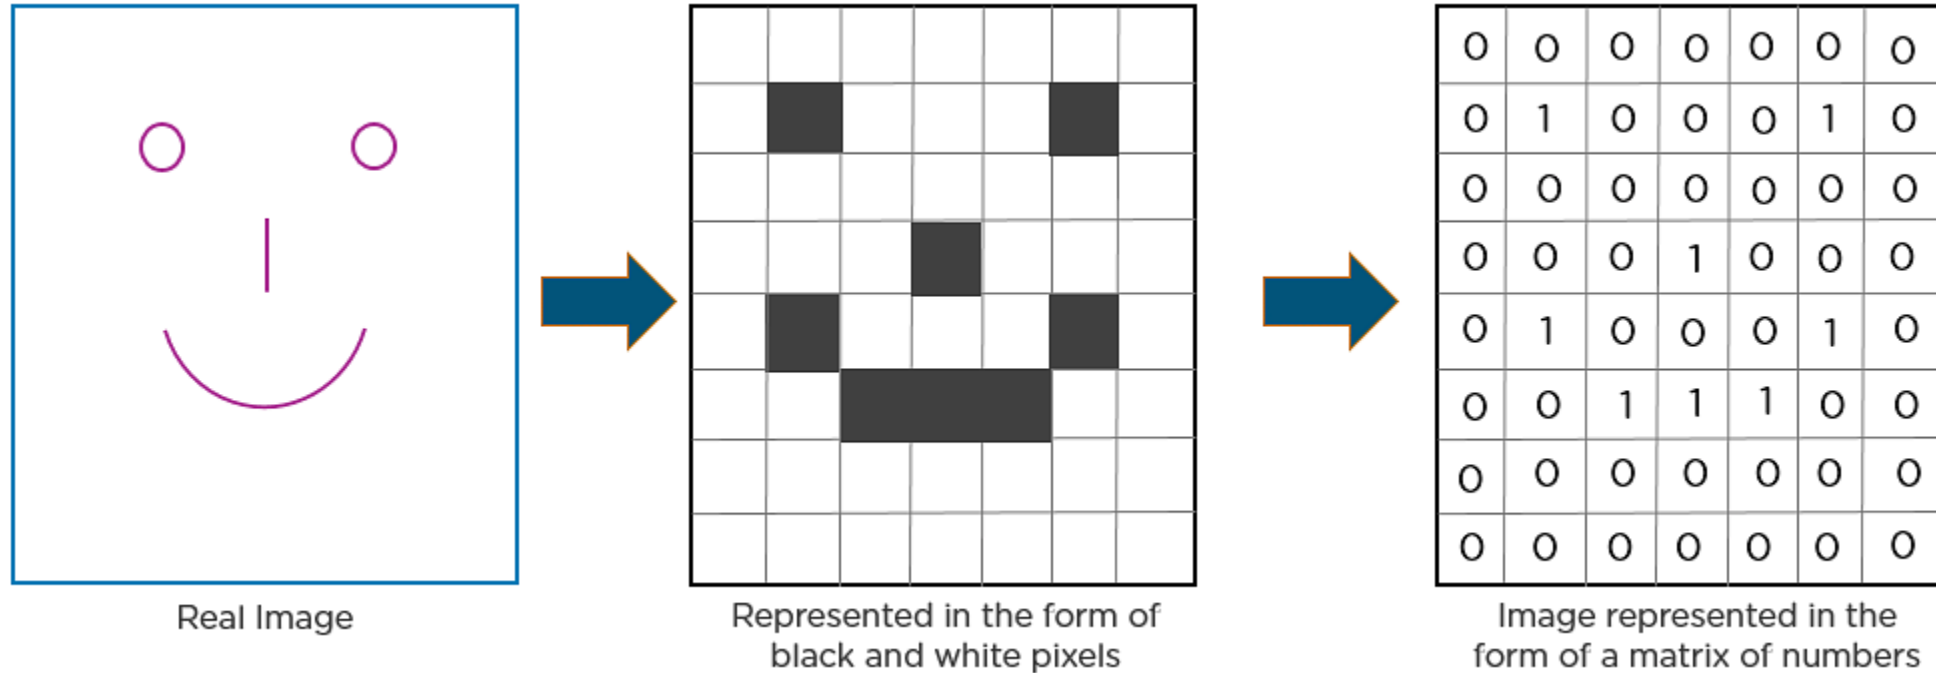 0 0 0 0 0 0 0
0 1 0 0 0 1 0
0 0 0 0 0 0 0
0 0 0 1 0 0 0
0 1 0 0 0 1 0
0 0 1 1 1 0 0
0 0 0 0 0 0 0
0 0 0 0 0 0 0
Real Image
Represented in the form of
black and white pixels
Image represented in the
form of a matrix of numbers